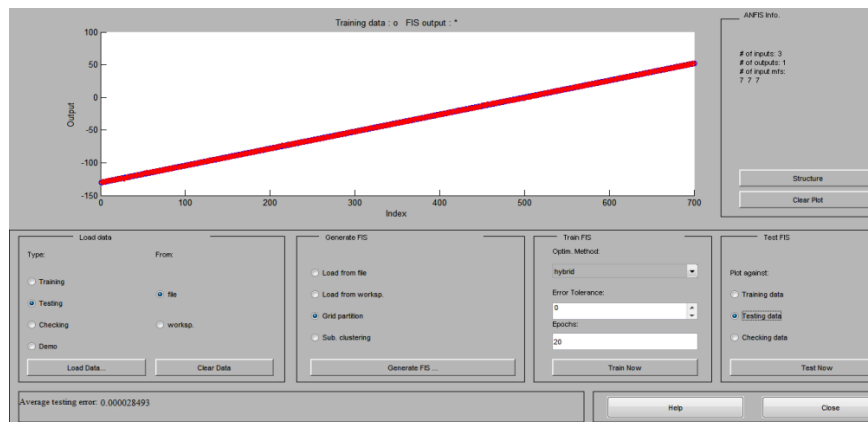 Training data : o   FIS output : *
100
50
0
-50
-100
-150
Output
0
100
200
300
400
500
600
700
Index
ANFIS Info.
# of inputs: 3
# of outputs: 1
# of input mfs:
7  7  7
Structure
Clear Plot
Load data
Type:
From:
Training
Testing
Checking
Demo
file
worksp.
Load Data...
Clear Data
Generate FIS
Load from file
Load from worksp.
Grid partition
Sub. clustering
Generate FIS ...
Train FIS
Optim. Method:
hybrid
Error Tolerance:
0
Epochs:
20
Train Now
Test FIS
Plot against:
Training data
Testing data
Checking data
Test Now
Average testing error: 0.000028493
Help
Close